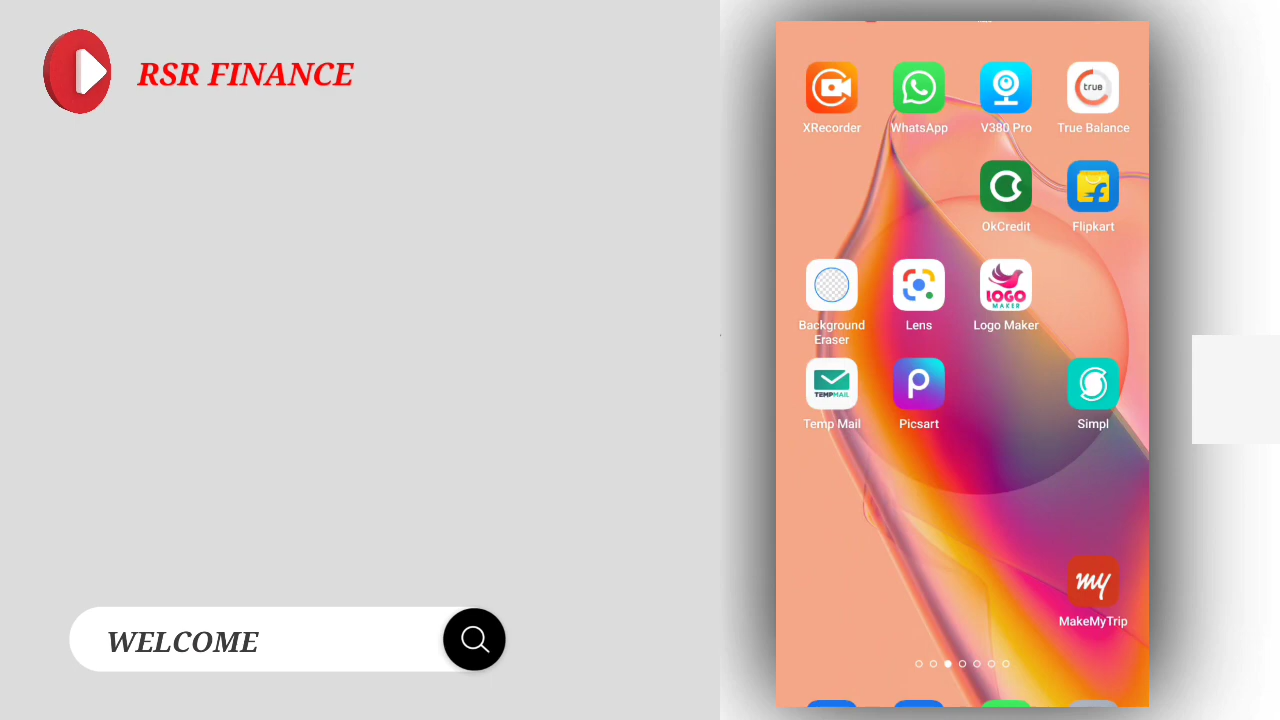 RSR FINANCE
WELCOME
XRecorder
WhatsApp
V380 Pro
true
True Balance
OkCredit
Flipkart
Background
Eraser
Lens
LOGO
MAKER
Logo Maker
TEMPMAIL
Temp Mail
Picsart
Simpl
my
MakeMyTrip